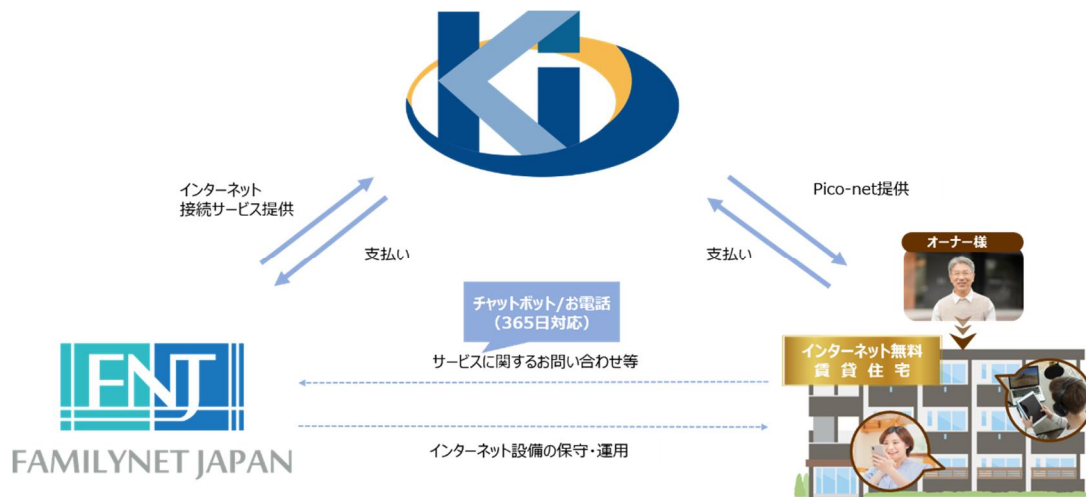 Ki
インターネット
接続サービス提供
支払い
Pico-net提供
支払い
オーナー様
チャットボット/お電話
（365日対応）
サービスに関するお問い合わせ等
インターネット無料
賃貸住宅
FNJ
FAMILYNET JAPAN
インターネット設備の保守・運用